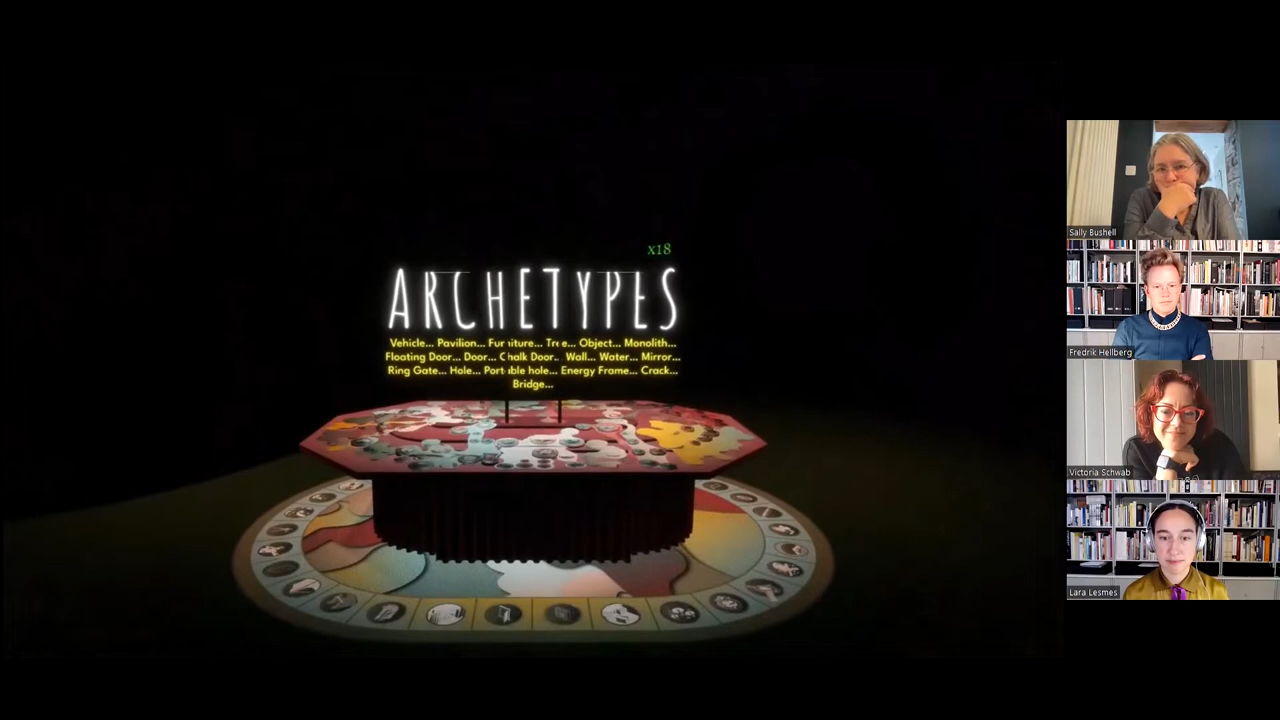 x18
ARCHETYPES
Vehicle... Pavilion... Furniture... Tree... Object... Monolith...
Floating Door... Door... Chalk Door... Wall... Water... Mirror...
Ring Gate... Hole... Portable hole... Energy Frame... Crack...
Bridge...
Sally Bushell
Fredrik Hellberg
Victoria Schwab
Lara Lesmes